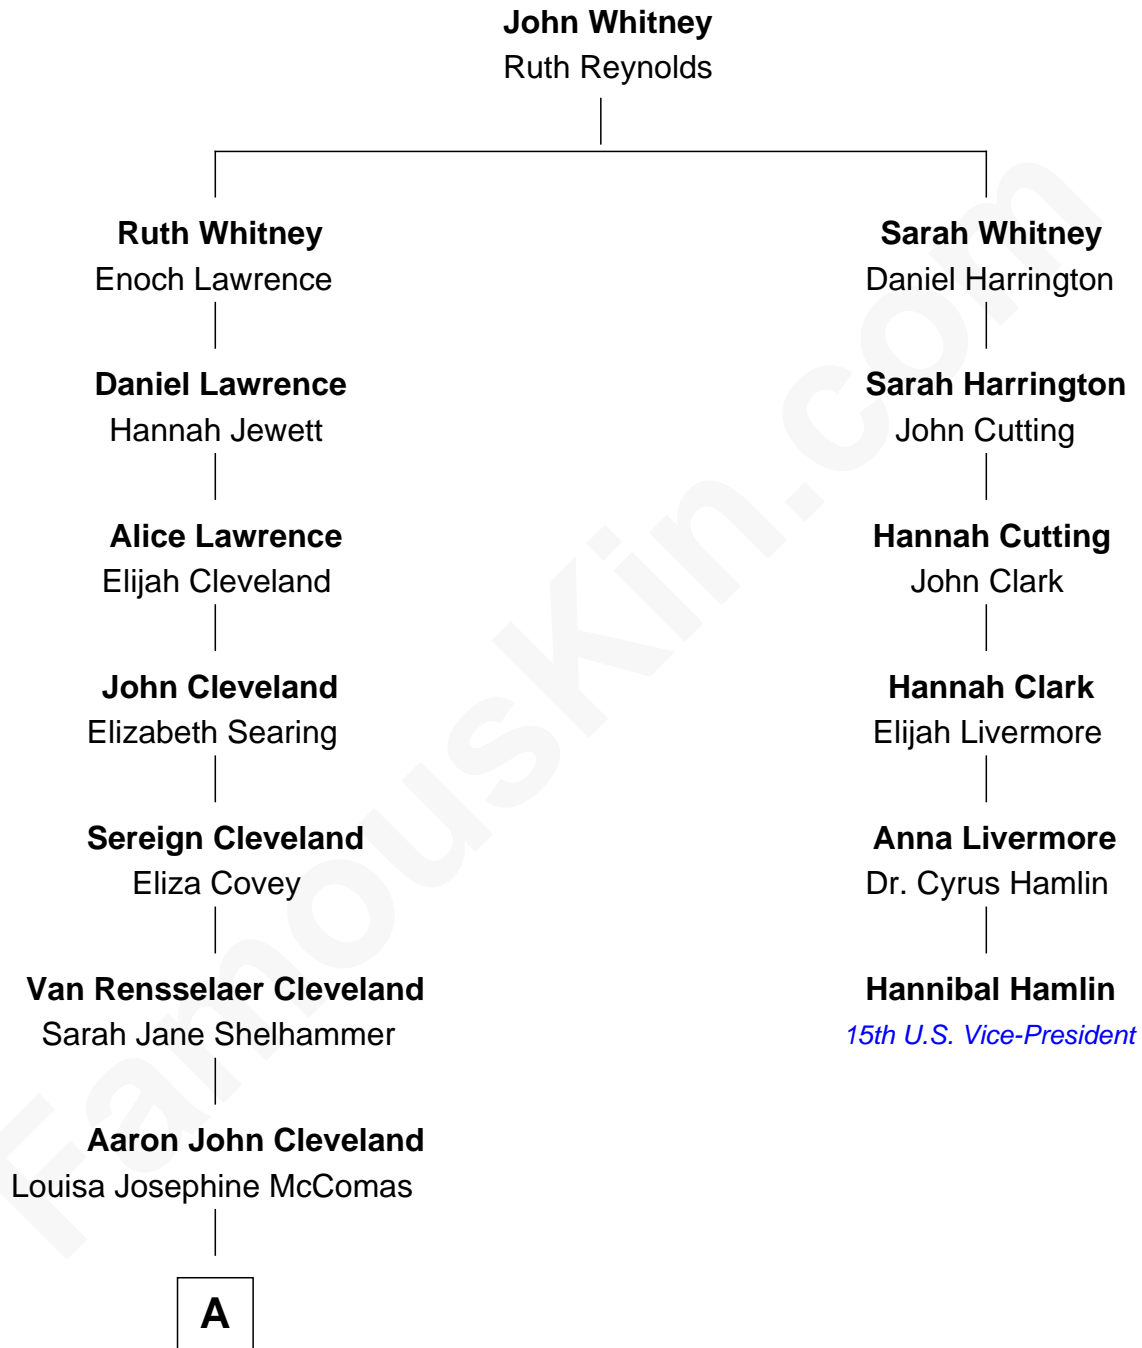 John Whitney
Ruth Reynolds
Ruth Whitney
Enoch Lawrence
Daniel Lawrence
Hannah Jewett
Alice Lawrence
Elijah Cleveland
John Cleveland
Elizabeth Searing
Sereign Cleveland
Eliza Covey
Van Rensselaer Cleveland
Sarah Jane Shelhammer
Aaron John Cleveland
Louisa Josephine McComas
A
Sarah Whitney
Daniel Harrington
Sarah Harrington
John Cutting
Hannah Cutting
John Clark
Hannah Clark
Elijah Livermore
Anna Livermore
Dr. Cyrus Hamlin
Hannibal Hamlin
15th U.S. Vice-President
FamousKin.com